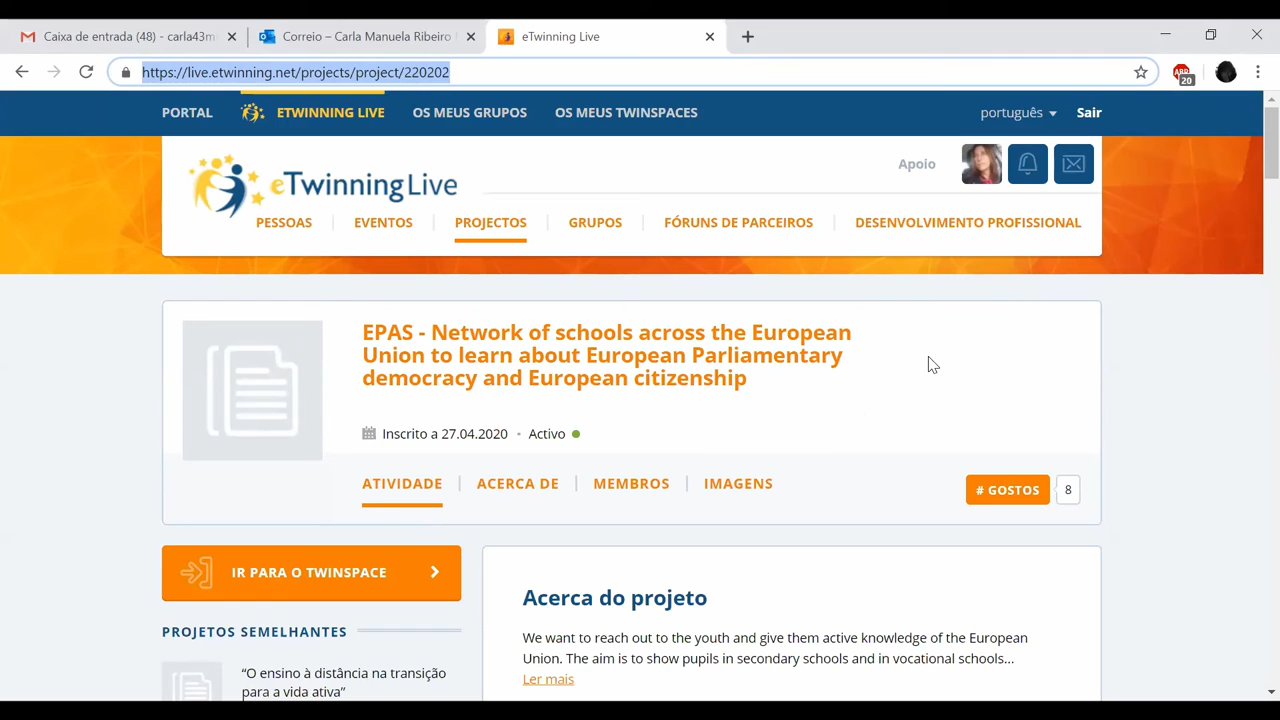 Caixa de entrada (48) - carla43m
Correio – Carla Manuela Ribeiro
eTwinning Live
https://live.etwinning.net/projects/project/220202
ABP
20
PORTAL
ETWINNING LIVE
OS MEUS GRUPOS
OS MEUS TWINSPACES
português
Sair
eTwinningLive
Apoio
PESSOAS
EVENTOS
PROJECTOS
GRUPOS
FÓRUNS DE PARCEIROS
DESENVOLVIMENTO PROFISSIONAL
EPAS - Network of schools across the European
Union to learn about European Parliamentary
democracy and European citizenship
Inscrito a 27.04.2020 • Activo
ATIVIDADE
ACERCA DE
MEMBROS
IMAGENS
# GOSTOS
8
IR PARA O TWINSPACE
PROJETOS SEMELHANTES
“O ensino à distância na transição
para a vida ativa”
Acerca do projeto
We want to reach out to the youth and give them active knowledge of the European
Union. The aim is to show pupils in secondary schools and in vocational schools...
Ler mais